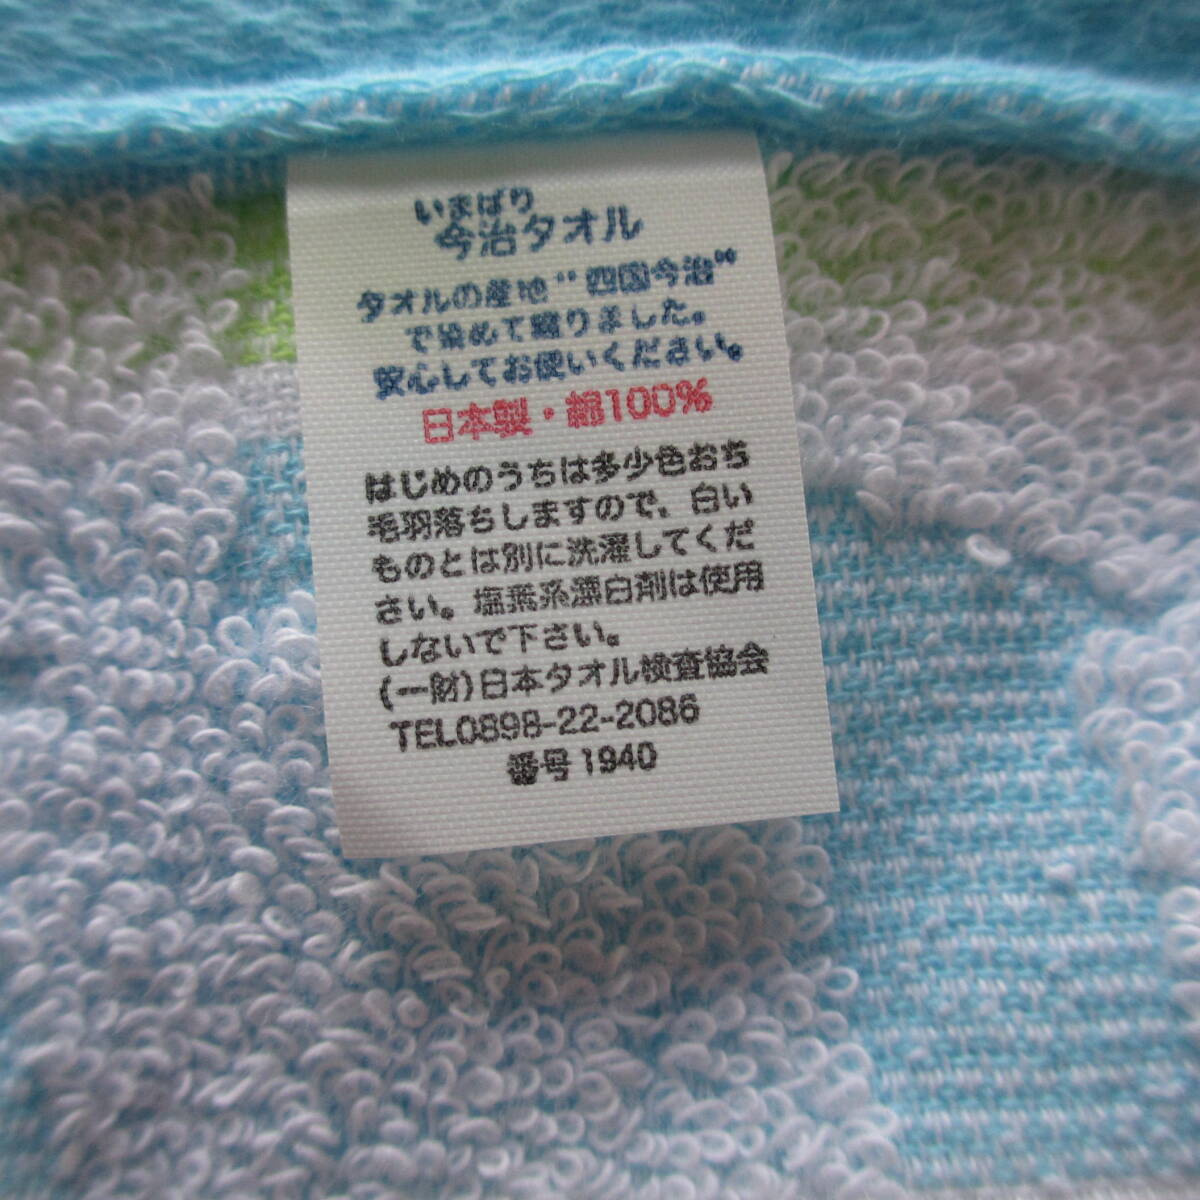 いまばり
今治タオル
タオルの産地“四国今治”
で染めて織りました。
安心してお使いください。
日本製・綿100%
はじめのうちは多少色おち
毛羽落ちしますので、白い
ものとは別に洗濯してくだ
さい。塩素系漂白剤は使用
しないで下さい。
(一財)日本タオル検査協会
TEL0898-22-2086
番号1940